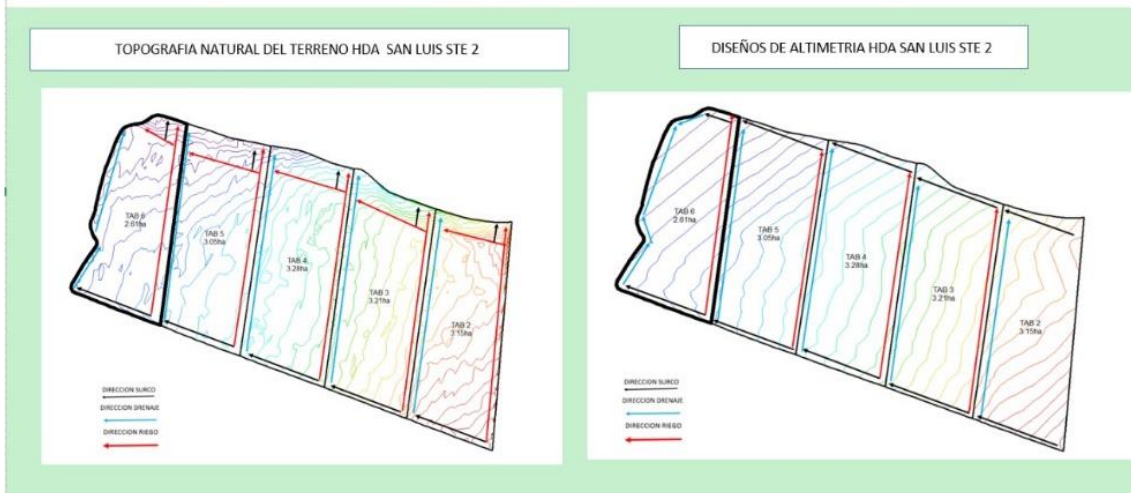 TOPOGRAFIA NATURAL DEL TERRENO HDA SAN LUIS STE 2
DISEÑOS DE ALTIMETRIA HDA SAN LUIS STE 2
TAB 6
2.61ha
TAB 5
3.05ha
TAB 4
3.28ha
TAB 3
3.21ha
TAB 2
3.15ha
DIRECCION SURCO
DIRECCION DRENAJE
DIRECCION RIEGO
TAB 6
2.61ha
TAB 5
3.05ha
TAB 4
3.28ha
TAB 3
3.21ha
TAB 2
3.15ha
DIRECCION SURCO
DIRECCION DRENAJE
DIRECCION RIEGO